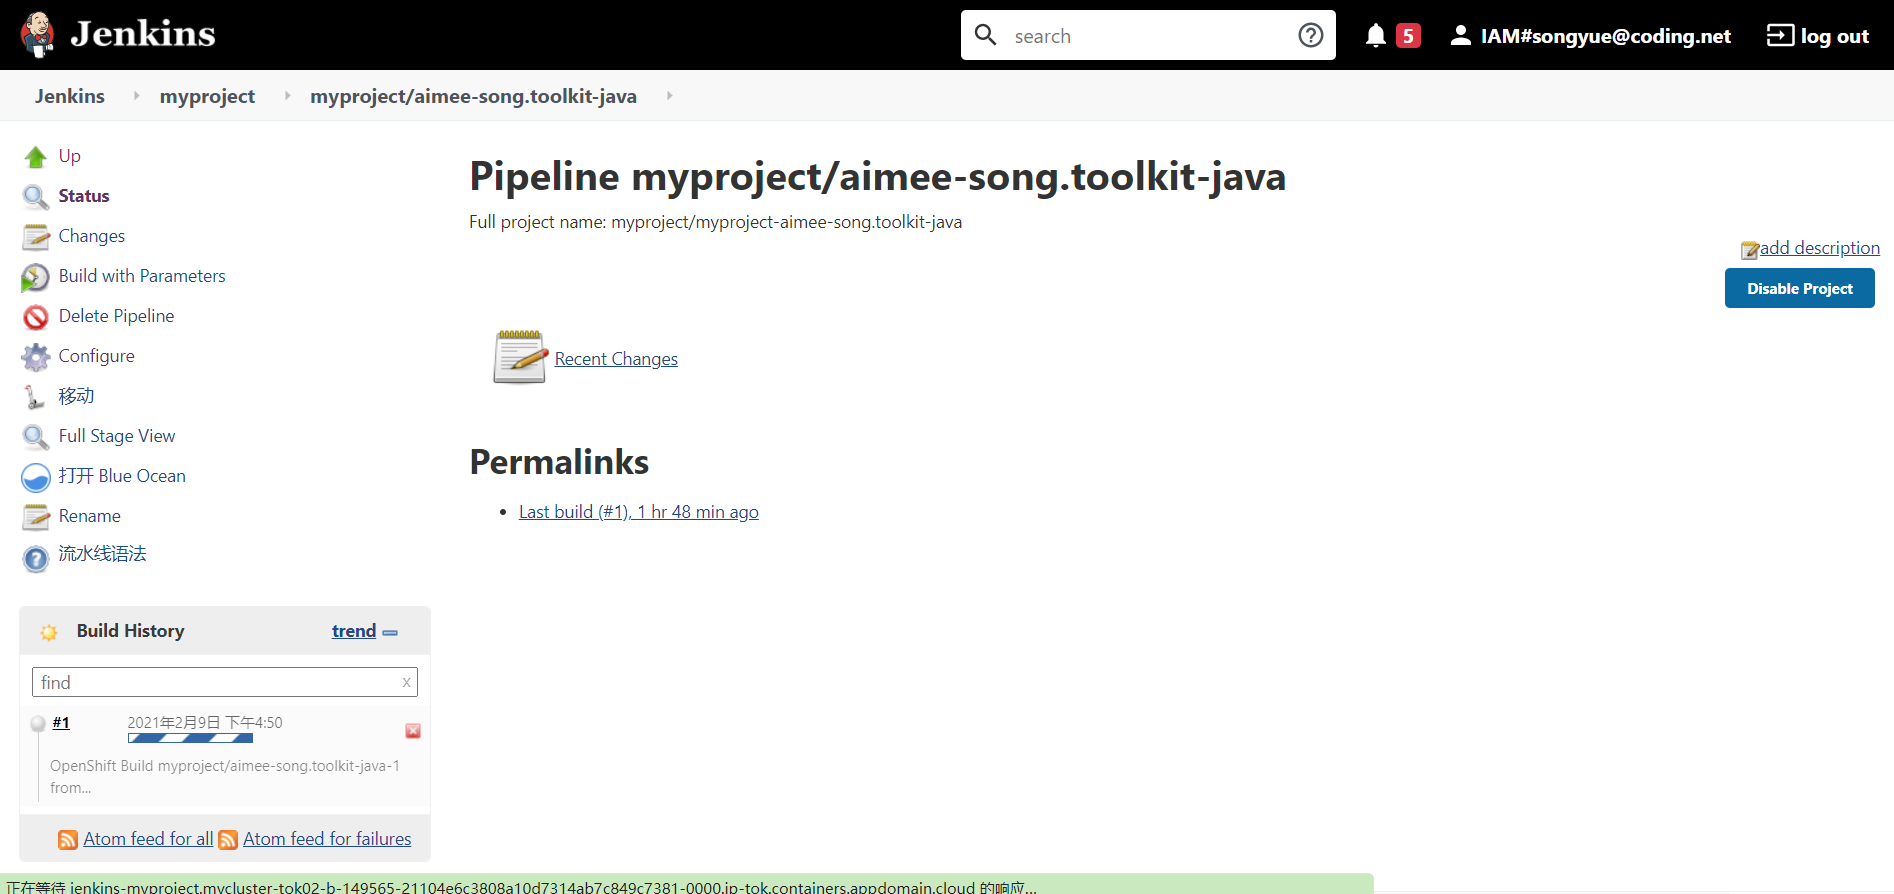 Jenkins
search
5
IAM#songyue@coding.net
log out
Jenkins
myproject
myproject/aimee-song.toolkit-java
Up
Status
Changes
Build with Parameters
Delete Pipeline
Configure
移动
Full Stage View
打开 Blue Ocean
Rename
流水线语法
Pipeline myproject/aimee-song.toolkit-java
Full project name: myproject/myproject-aimee-song.toolkit-java
add description
Disable Project
Recent Changes
Permalinks
Last build (#1), 1 hr 48 min ago
Build History
trend
find
x
#1
2021年2月9日 下午4:50
OpenShift Build myproject/aimee-song.toolkit-java-1
from...
Atom feed for all
Atom feed for failures
正在等待 jenkins-myproject.mycluster-tok02-b-149565-21104e6c3808a10d7314ab7c849c7381-0000.jp-tok.containers.appdomain.cloud 的响应...